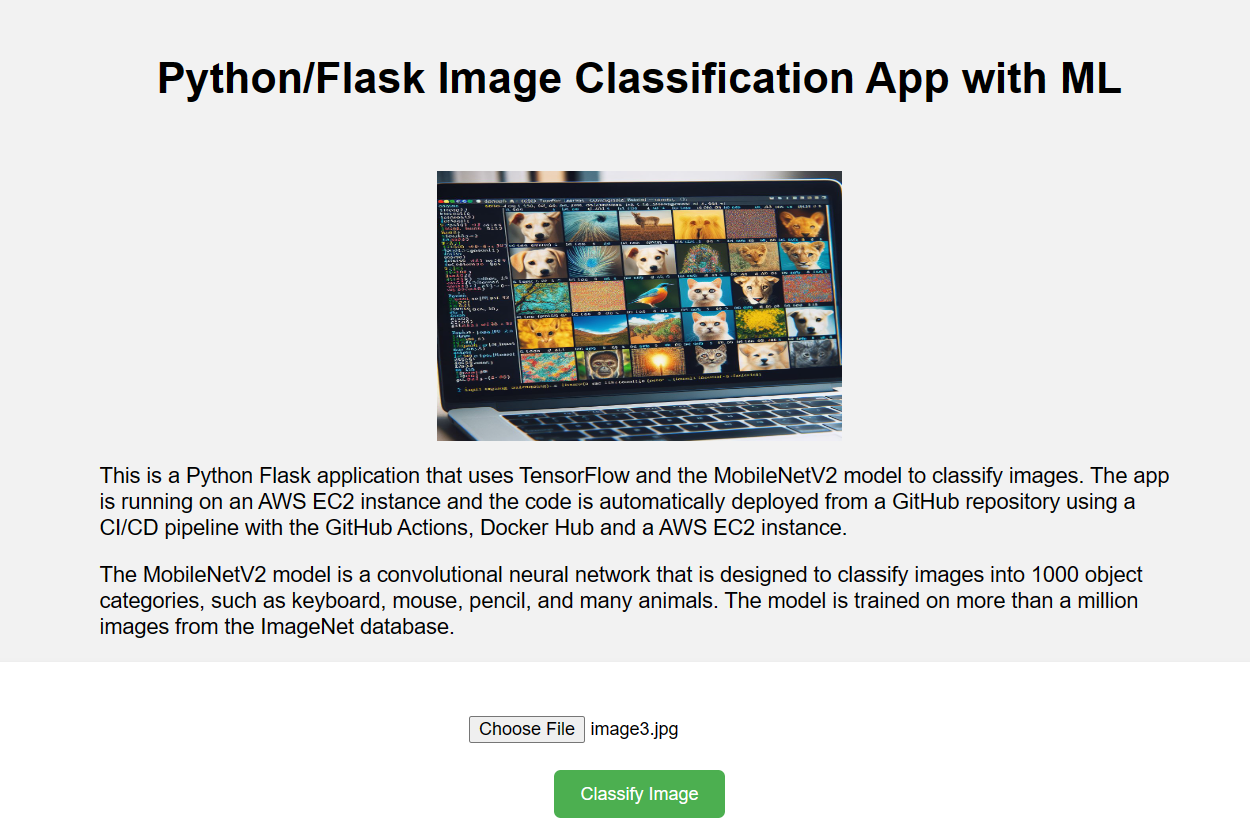 Python/Flask Image Classification App with ML
This is a Python Flask application that uses TensorFlow and the MobileNetV2 model to classify images. The app
is running on an AWS EC2 instance and the code is automatically deployed from a GitHub repository using a
CI/CD pipeline with the GitHub Actions, Docker Hub and a AWS EC2 instance.
The MobileNetV2 model is a convolutional neural network that is designed to classify images into 1000 object
categories, such as keyboard, mouse, pencil, and many animals. The model is trained on more than a million
images from the ImageNet database.
Choose File image3.jpg
Classify Image